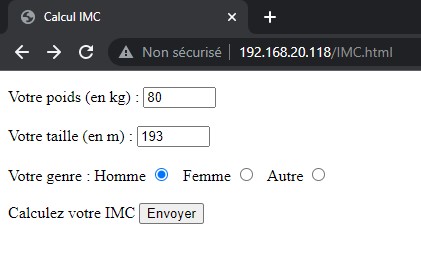 Calcul IMC
Non sécurisé 192.168.20.118/IMC.html
Votre poids (en kg) : 80
Votre taille (en m) : 193
Votre genre : Homme Femme Autre
Calculez votre IMC Envoyer